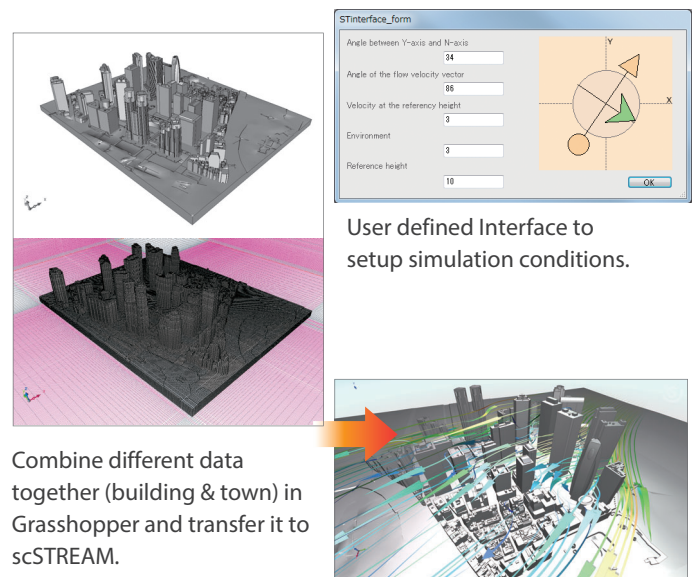 STinterface_form
Angle between Y-axis and N-axis
34
Angle of the flow velocity vector
86
Velocity at the referency height
3
Environment
3
Reference height
10
Y
X
OK
User defined Interface to
setup simulation conditions.
Combine different data
together (building & town) in
Grasshopper and transfer it to
scSTREAM.